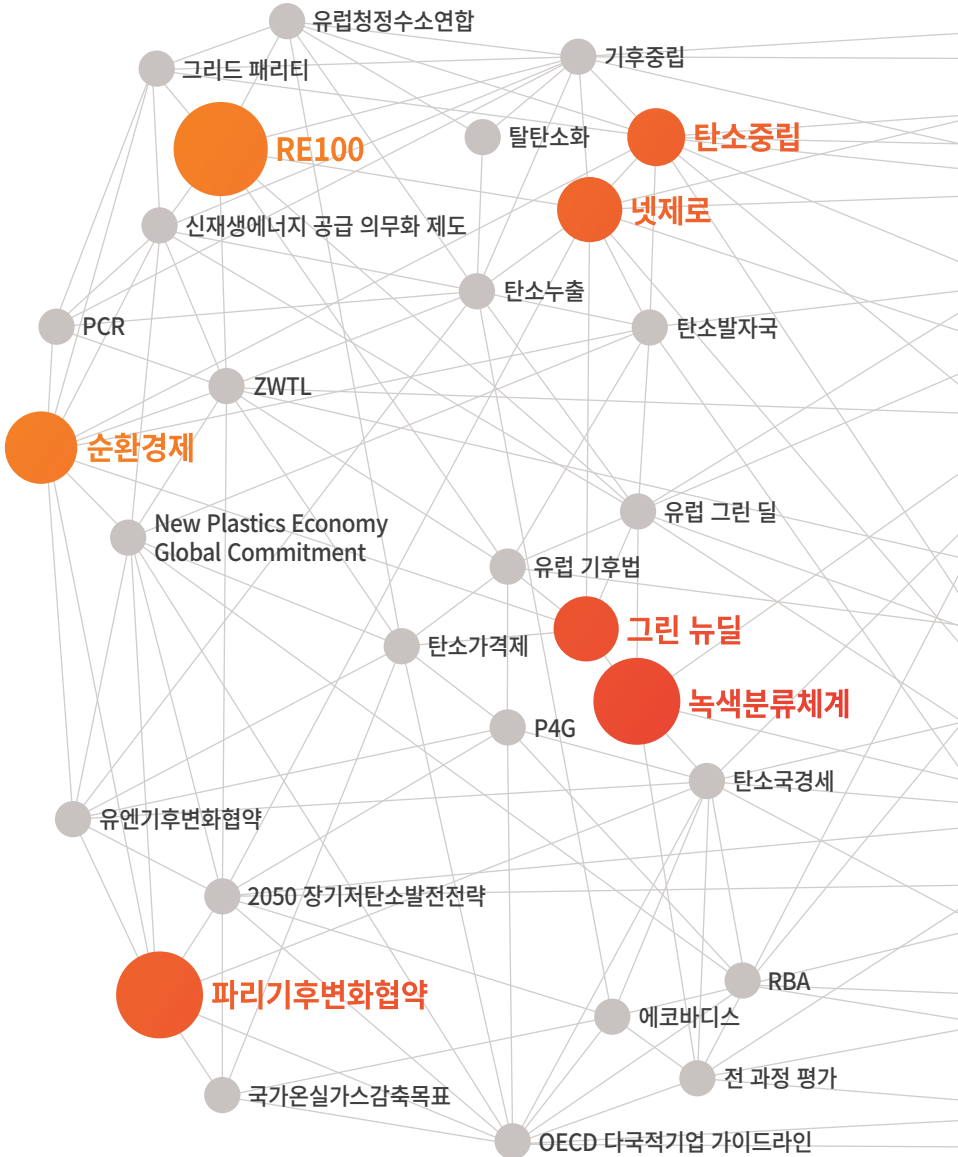 유럽청정수소연합
기후중립
그리드 패리티
RE100
탈탄소화
탄소중립
넷제로
신재생에너지 공급 의무화 제도
탄소누출
PCR
탄소발자국
ZWTL
순환경제
유럽 그린 딜
New Plastics Economy
Global Commitment
유럽 기후법
그린 뉴딜
탄소가격제
녹색분류체계
P4G
탄소국경세
유엔기후변화협약
2050 장기저탄소발전전략
RBA
파리기후변화협약
에코바디스
전 과정 평가
국가온실가스감축목표
OECD 다국적기업 가이드라인